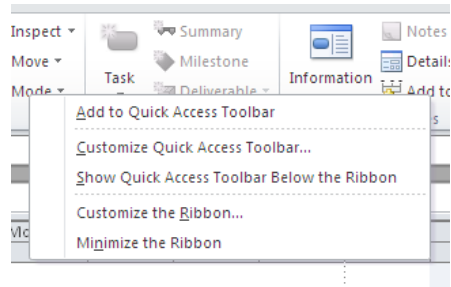 Inspect
Summary
Notes
Move
Milestone
Details
Task
Information
Mode
Deliverable
Add to
Add to Quick Access Toolbar
Customize Quick Access Toolbar...
Show Quick Access Toolbar Below the Ribbon
Customize the Ribbon...
Minimize the Ribbon